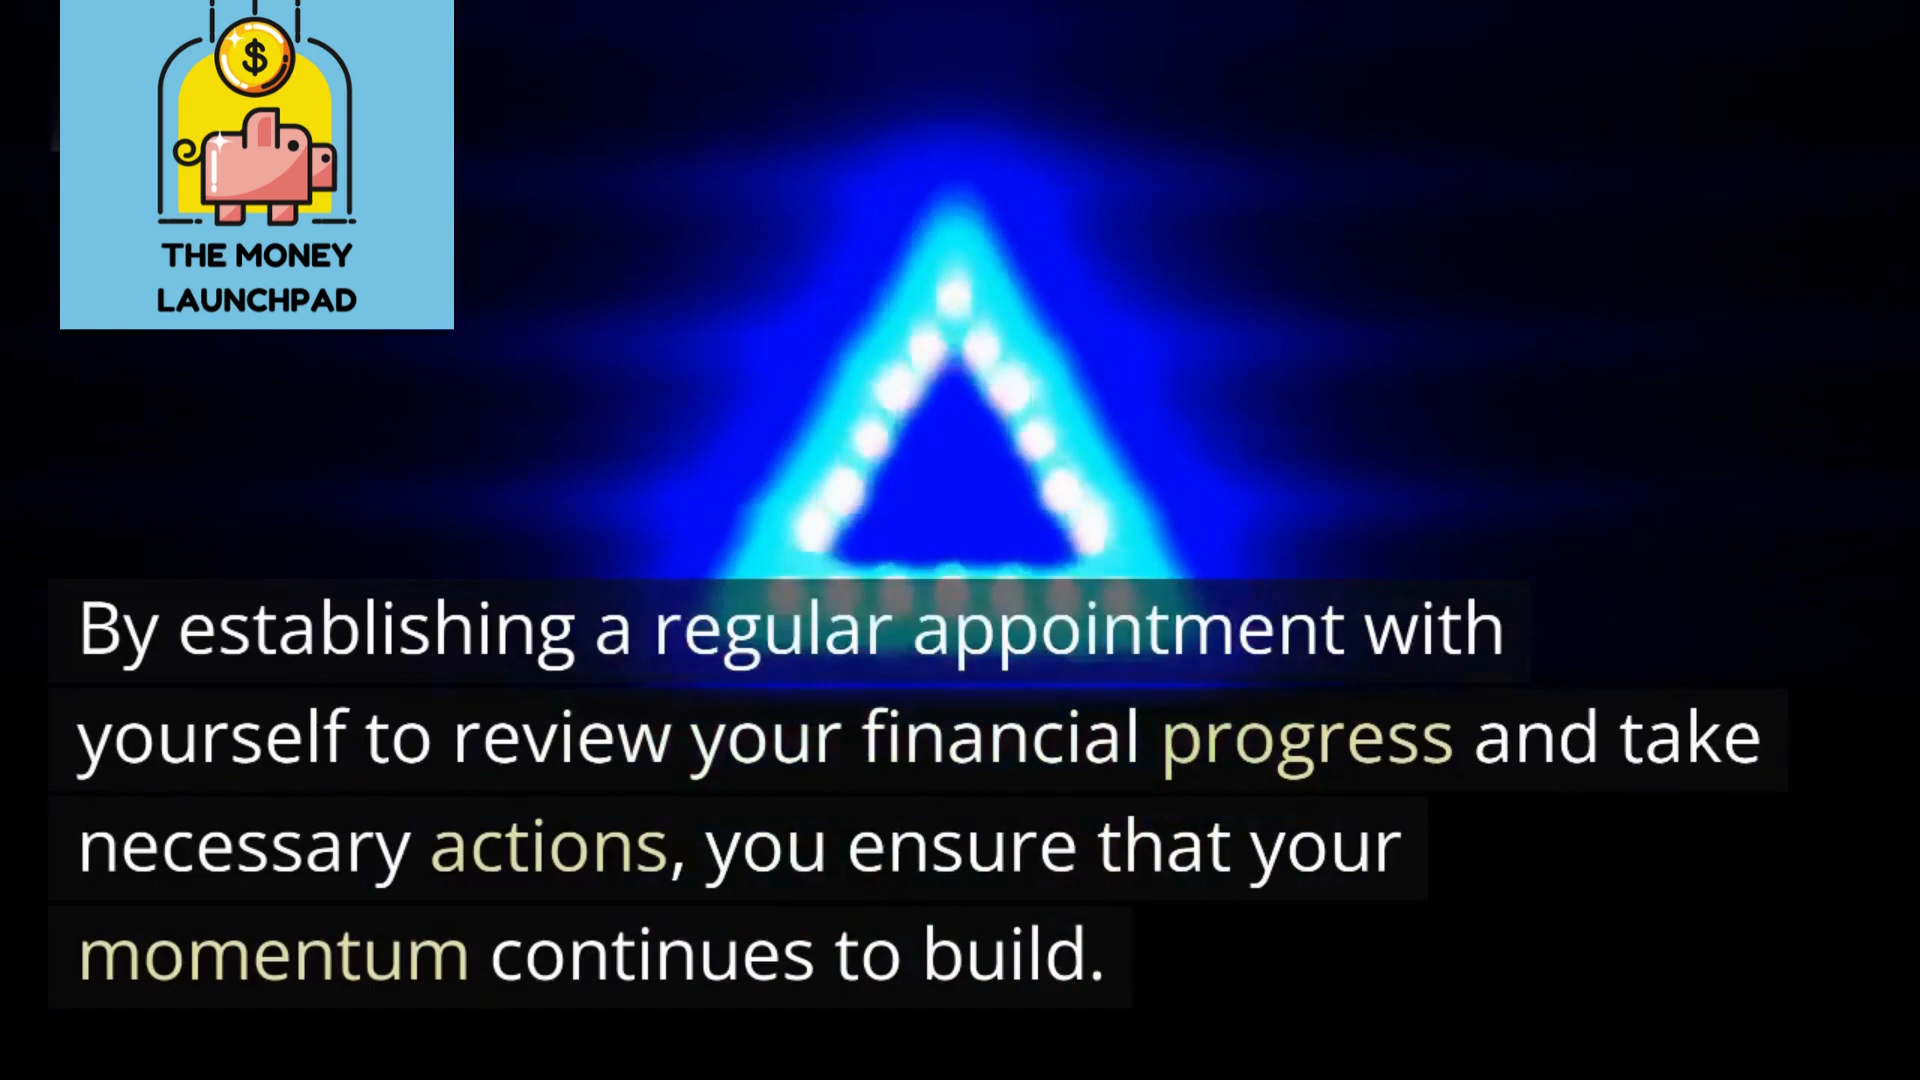 $
THE MONEY
LAUNCHPAD
By establishing a regular appointment with
yourself to review your financial progress and take
necessary actions, you ensure that your
momentum continues to build.